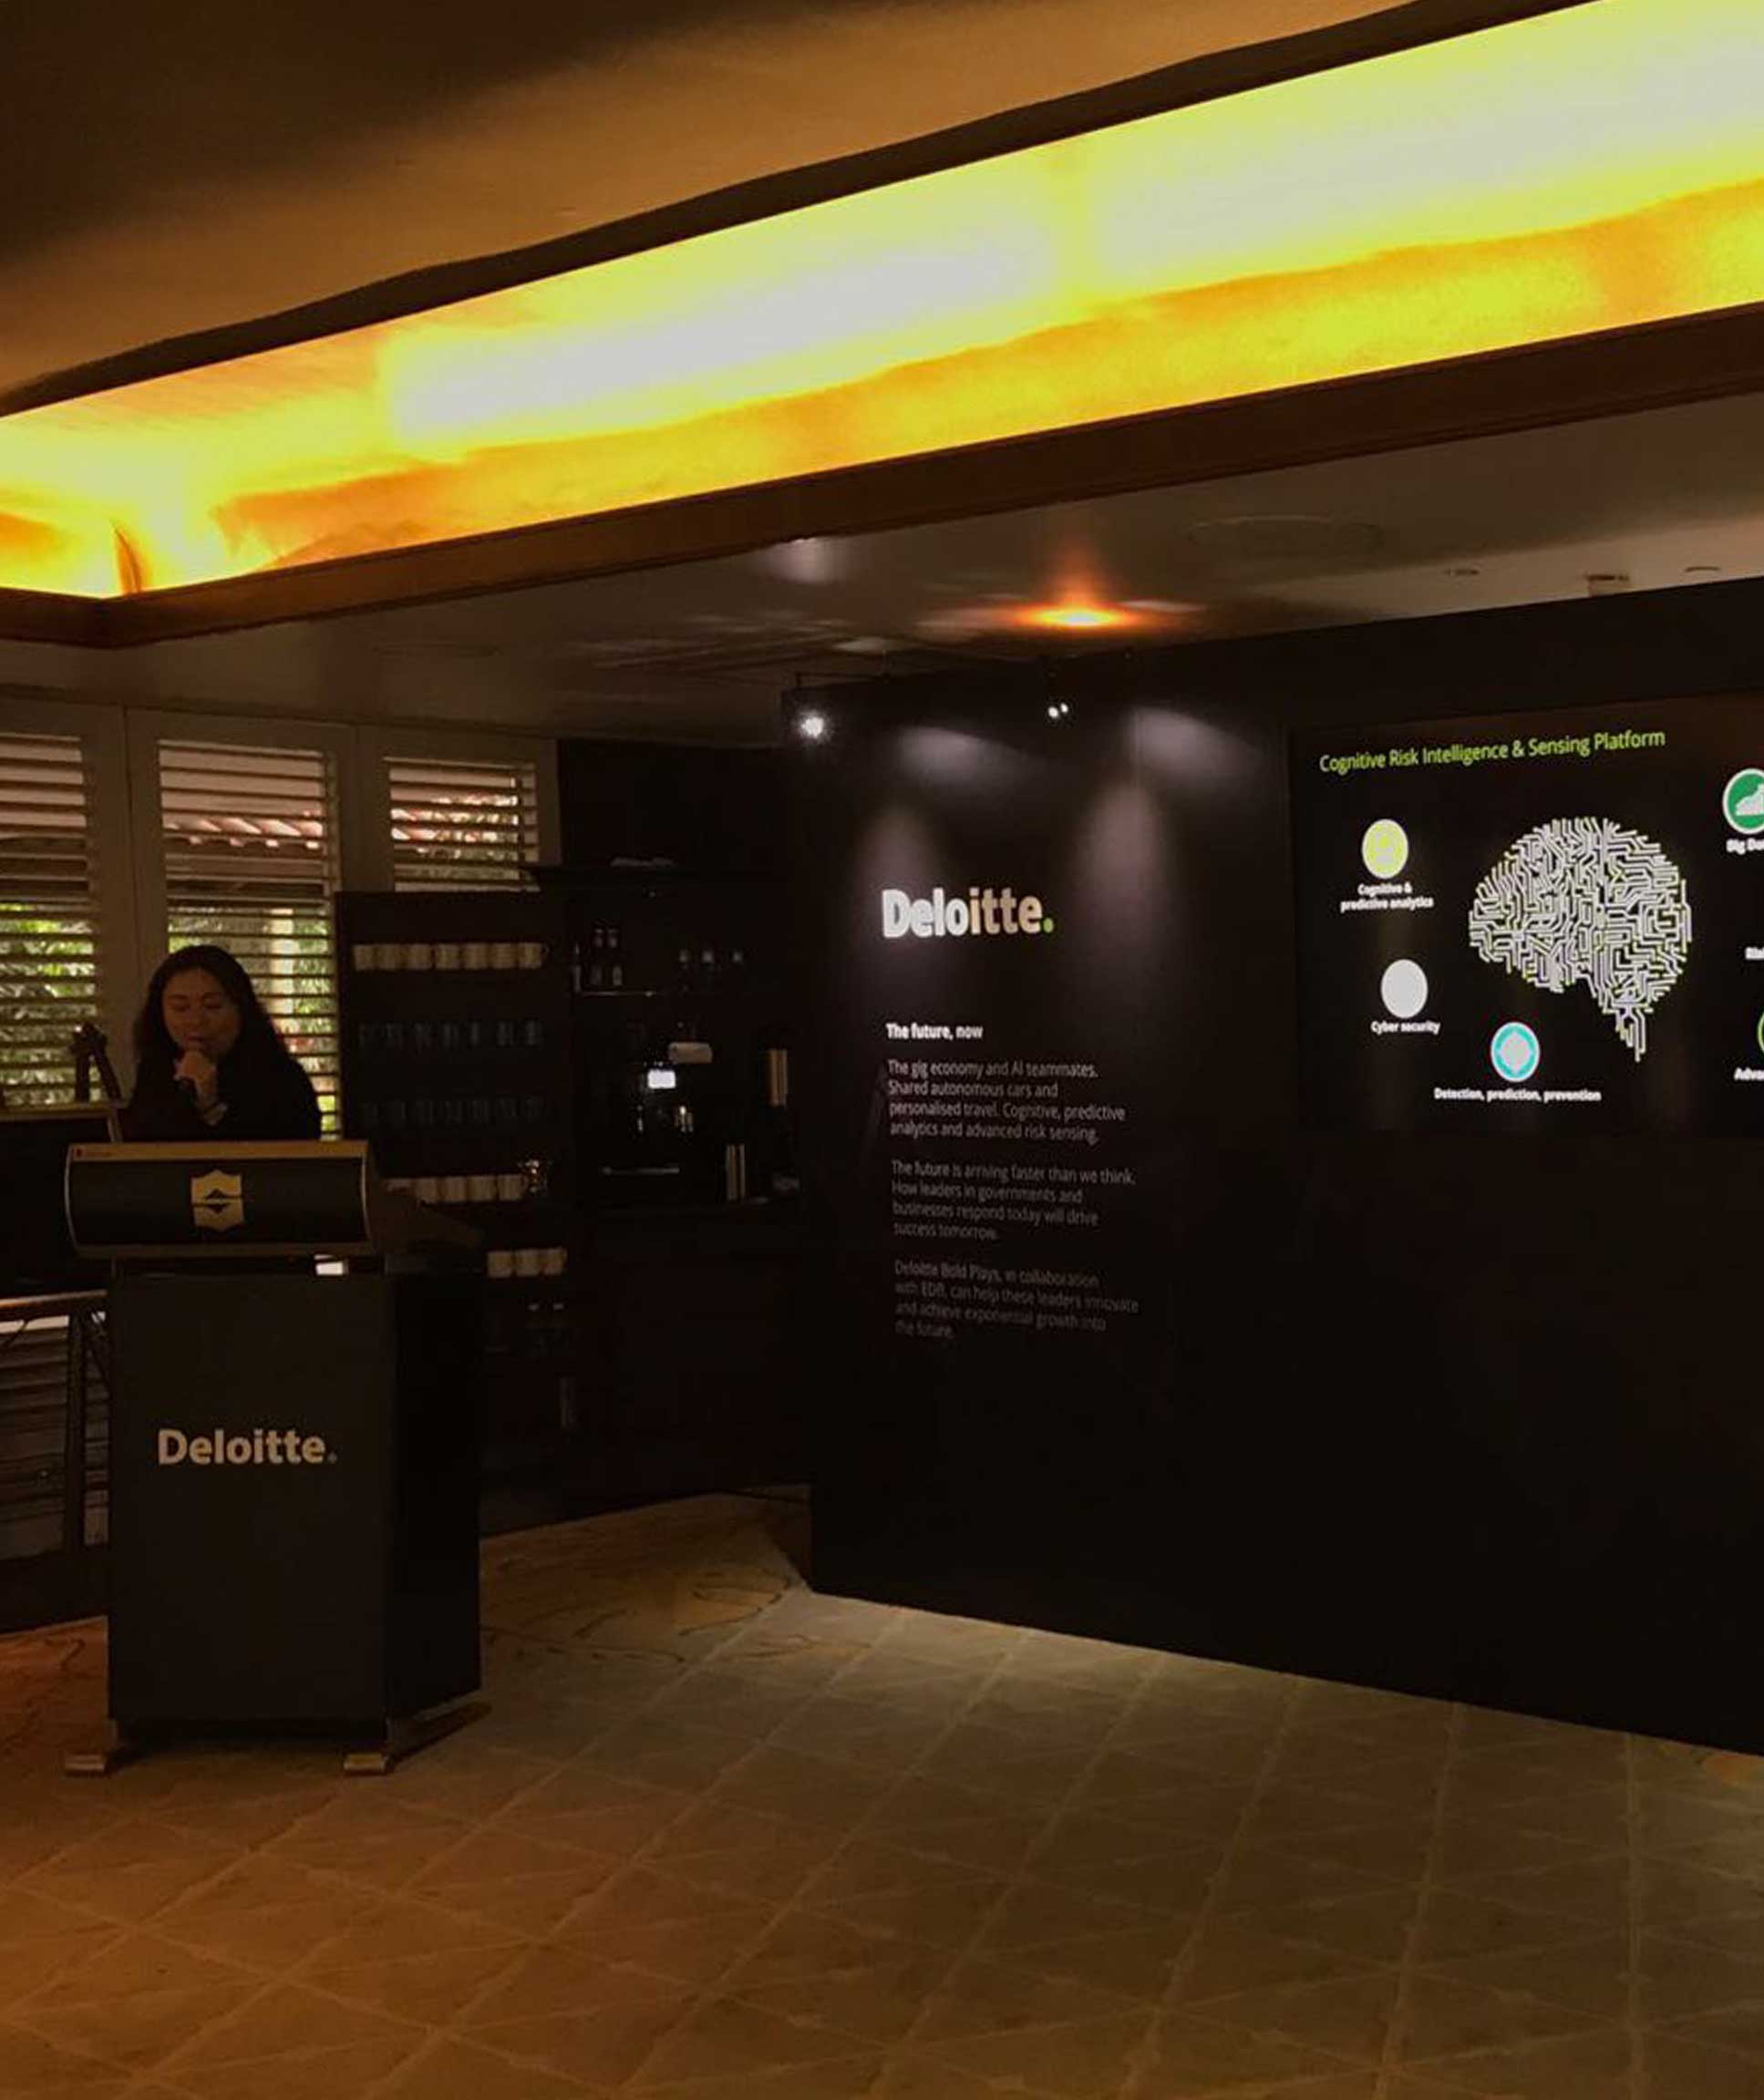 Deloitte.
The future, now
The gig economy and AI teammates.
Shared autonomous cars and
personalised travel. Cognitive, predictive
analytics and advanced risk sensing.
The future is arriving faster than we think.
How leaders in governments and
businesses respond today will drive
success tomorrow.
Deloitte Bold Plays, in collaboration
with EDB, can help these leaders innovate
and achieve exponential growth into
the future.
Cognitive Risk Intelligence & Sensing Platform
Cognitive &
predictive analytics
Cyber security
Detection, prediction, prevention
Big
Deloitte.